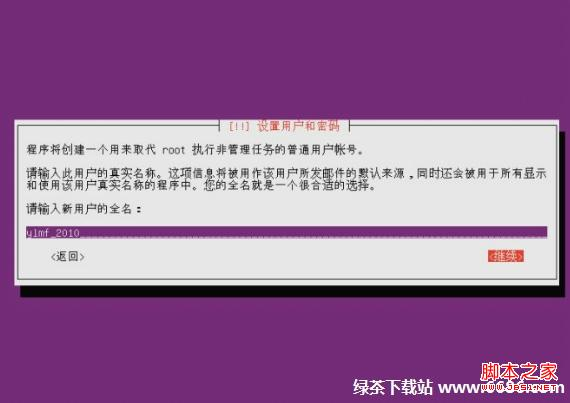 [!!] 设置用户和密码
程序将创建一个用来取代 root 执行非管理任务的普通用户帐号。
请输入此用户的真实名称。这项信息将被用作该用户所发邮件的默认来源,同时还会被用于所有显示
和使用该用户真实名称的程序中。您的全名就是一个很合适的选择。
请输入新用户的全名:
ylmf_2010
<返回> <继续>
脚本之家
绿茶下载站